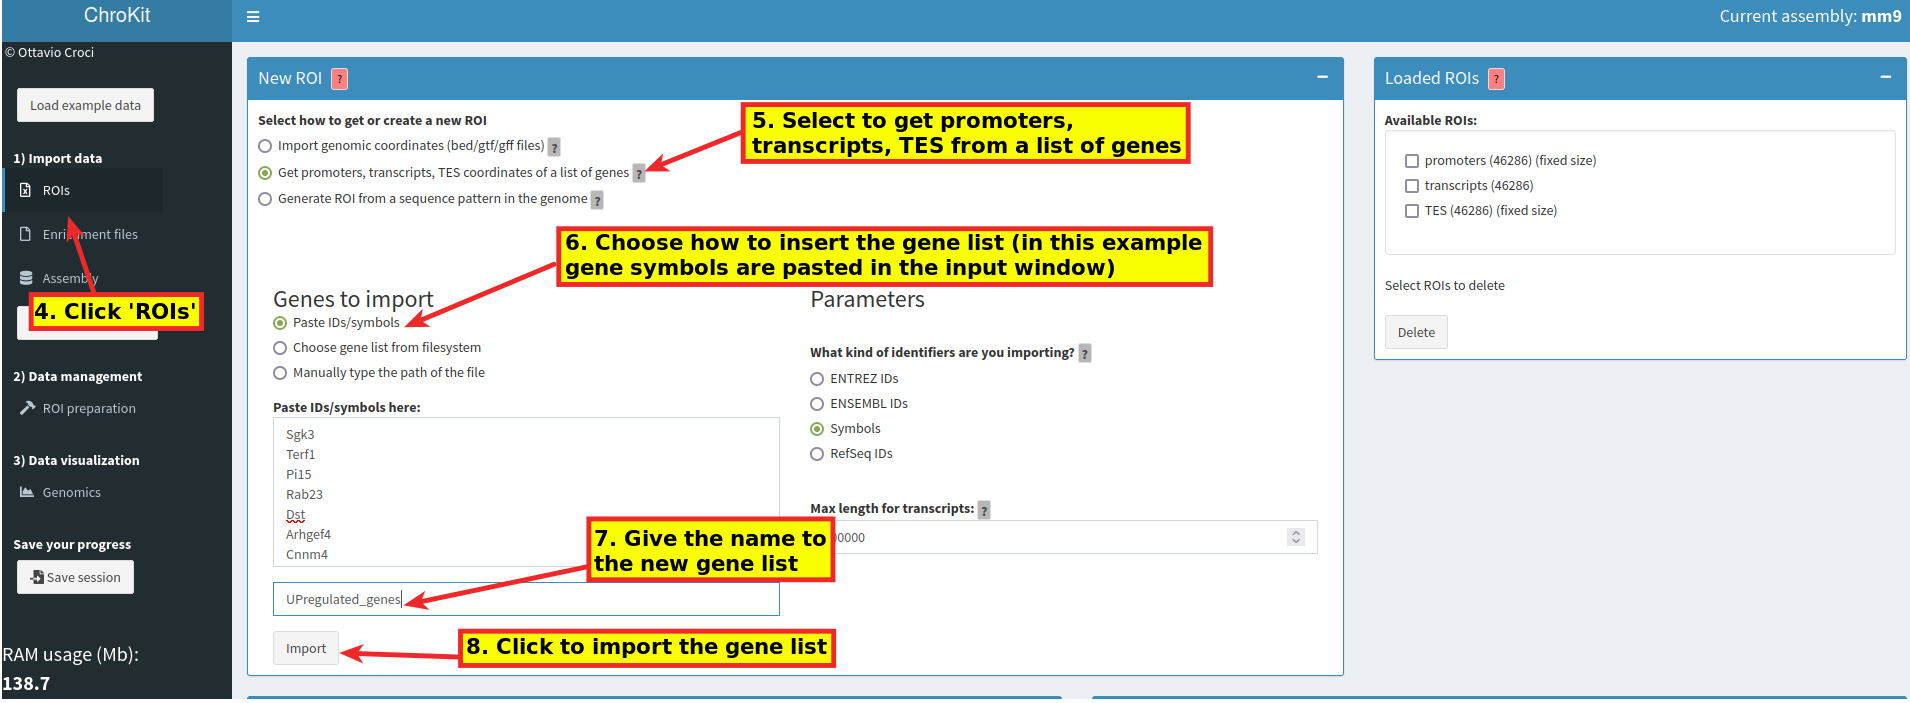 ChroKit
Current assembly: mm9
© Ottavio Croci
Load example data
1) Import data
ROIs
Enrichment files
Assembly
4. Click 'ROIs'
2) Data management
ROI preparation
3) Data visualization
Genomics
Save your progress
Save session
RAM usage (Mb):
138.7
New ROI ?
Select how to get or create a new ROI
Import genomic coordinates (bed/gtf/gff files) ?
Get promoters, transcripts, TES coordinates of a list of genes ?
Generate ROI from a sequence pattern in the genome ?
5. Select to get promoters,
transcripts, TES from a list of genes
6. Choose how to insert the gene list (in this example
gene symbols are pasted in the input window)
Genes to import
Paste IDs/symbols
Choose gene list from filesystem
Manually type the path of the file
Paste IDs/symbols here:
Sgk3
Terf1
Pi15
Rab23
Dst
Arhgef4
Cnnm4
7. Give the name to
the new gene list
UPregulated_genes
Import
8. Click to import the gene list
Parameters
What kind of identifiers are you importing? ?
ENTREZ IDs
ENSEMBL IDs
Symbols
RefSeq IDs
Max length for transcripts: ?
Loaded ROIs ?
Available ROIs:
promoters (46286) (fixed size)
transcripts (46286)
TES (46286) (fixed size)
Select ROIs to delete
Delete